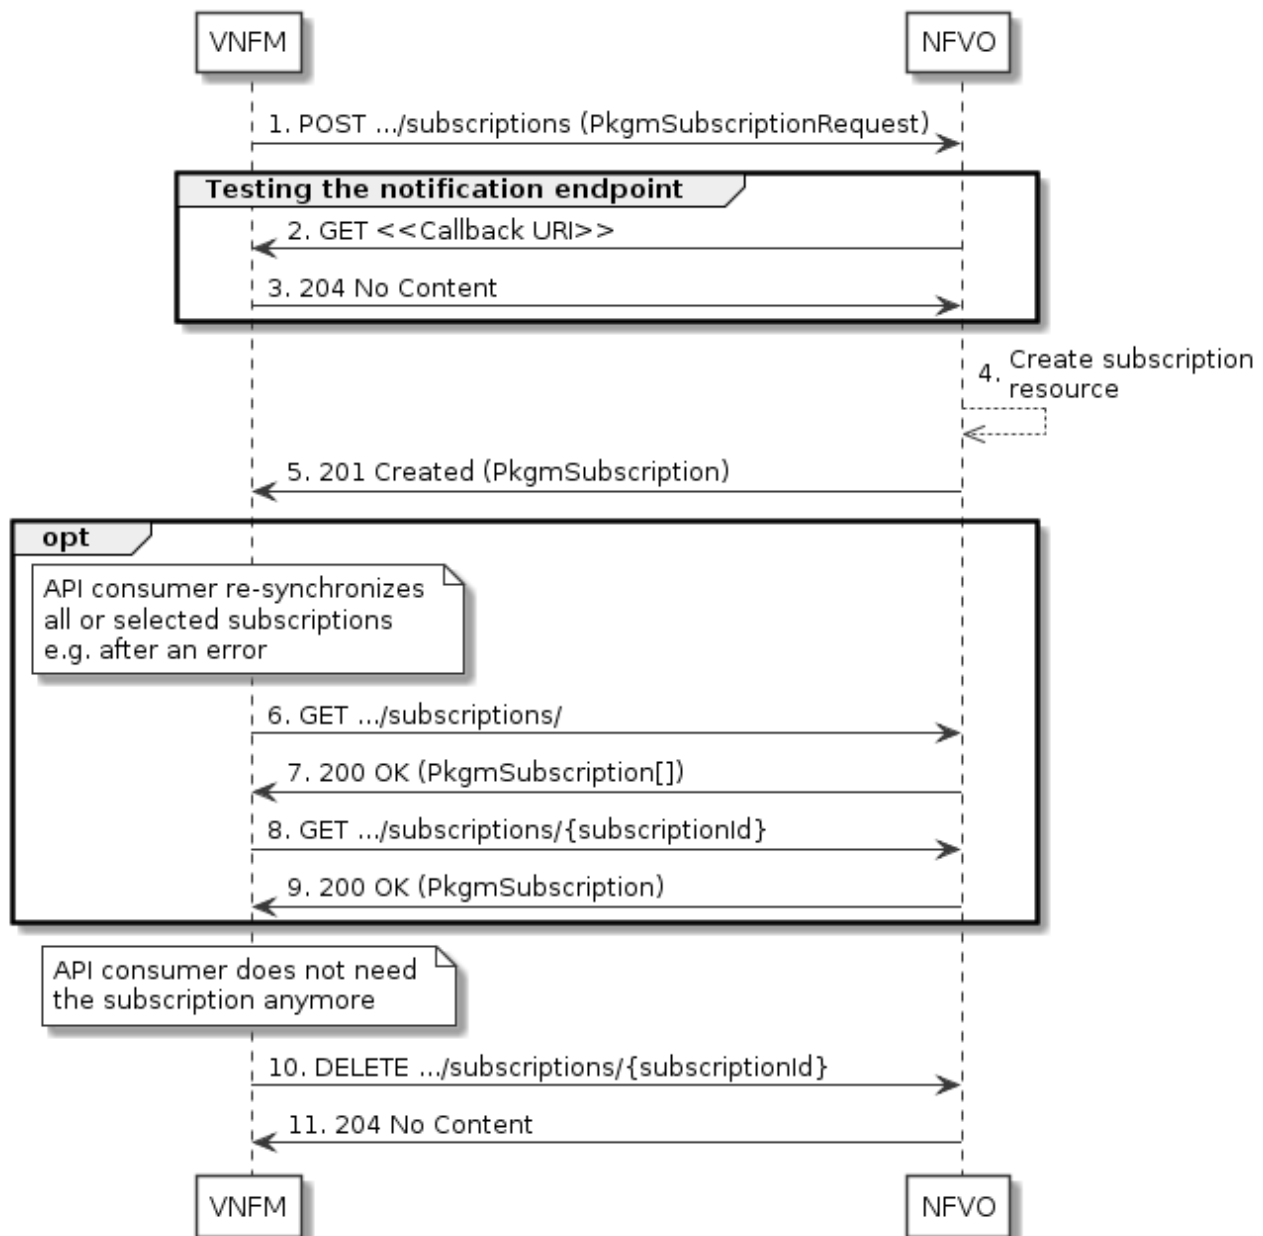 VNFM
NFVO
1. POST .../subscriptions (PkgmSubscriptionRequest)
Testing the notification endpoint
2. GET <<Callback URI>>
3. 204 No Content
4. Create subscription
resource
5. 201 Created (PkgmSubscription)
opt
API consumer re-synchronizes
all or selected subscriptions
e.g. after an error
6. GET .../subscriptions/
7. 200 OK (PkgmSubscription[])
8. GET .../subscriptions/{subscriptionId}
9. 200 OK (PkgmSubscription)
API consumer does not need
the subscription anymore
10. DELETE .../subscriptions/{subscriptionId}
11. 204 No Content
VNFM
NFVO